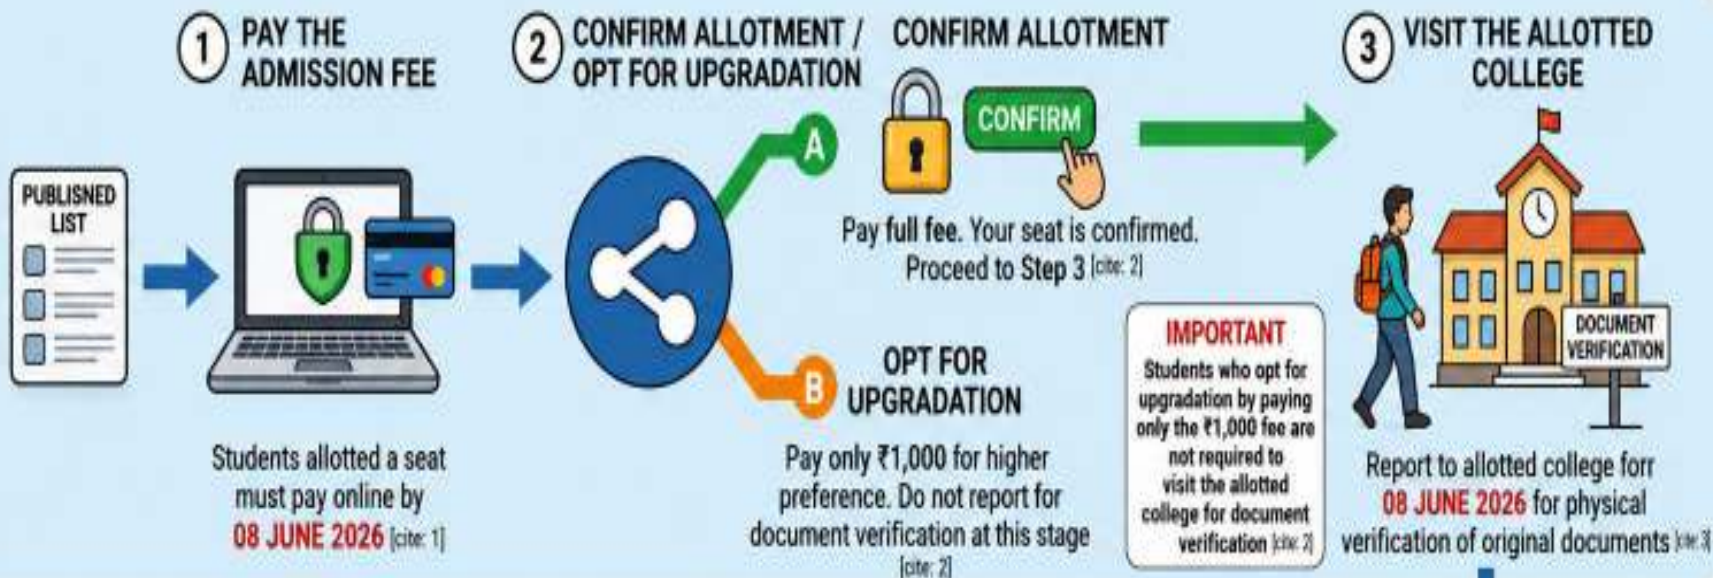 1 PAY THE
ADMISSION FEE
PUBLISNED
LIST
Students allotted a seat
must pay online by
08 JUNE 2026 [cite: 1]
2 CONFIRM ALLOTMENT /
OPT FOR UPGRADATION
CONFIRM ALLOTMENT
A
CONFIRM
Pay full fee. Your seat is confirmed.
Proceed to Step 3 [cite: 2]
B
OPT FOR
UPGRADATION
Pay only ₹1,000 for higher
preference. Do not report for
document verification at this stage
[cite: 2]
IMPORTANT
Students who opt for
upgradation by paying
only the ₹1,000 fee are
not required to
visit the allotted
college for document
verification [cite: 2]
3 VISIT THE ALLOTTED
COLLEGE
DOCUMENT
VERIFICATION
Report to allotted college forr
08 JUNE 2026 for physical
verification of original documents [cite: 3]